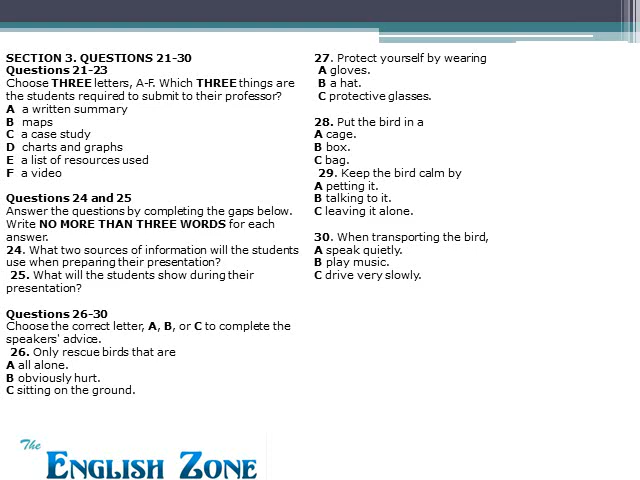 SECTION 3. QUESTIONS 21-30
Questions 21-23
Choose THREE letters, A-F. Which THREE things are
the students required to submit to their professor?
A a written summary
B maps
C a case study
D charts and graphs
E a list of resources used
F a video
Questions 24 and 25
Answer the questions by completing the gaps below.
Write NO MORE THAN THREE WORDS for each
answer.
24. What two sources of information will the students
use when preparing their presentation?
25. What will the students show during their
presentation?
Questions 26-30
Choose the correct letter, A, B, or C to complete the
speakers' advice.
26. Only rescue birds that are
A all alone.
B obviously hurt.
C sitting on the ground.
27. Protect yourself by wearing
A gloves.
B a hat.
C protective glasses.
28. Put the bird in a
A cage.
B box.
C bag.
29. Keep the bird calm by
A petting it.
B talking to it.
C leaving it alone.
30. When transporting the bird,
A speak quietly.
B play music.
C drive very slowly.
The
ENGLISH ZONE